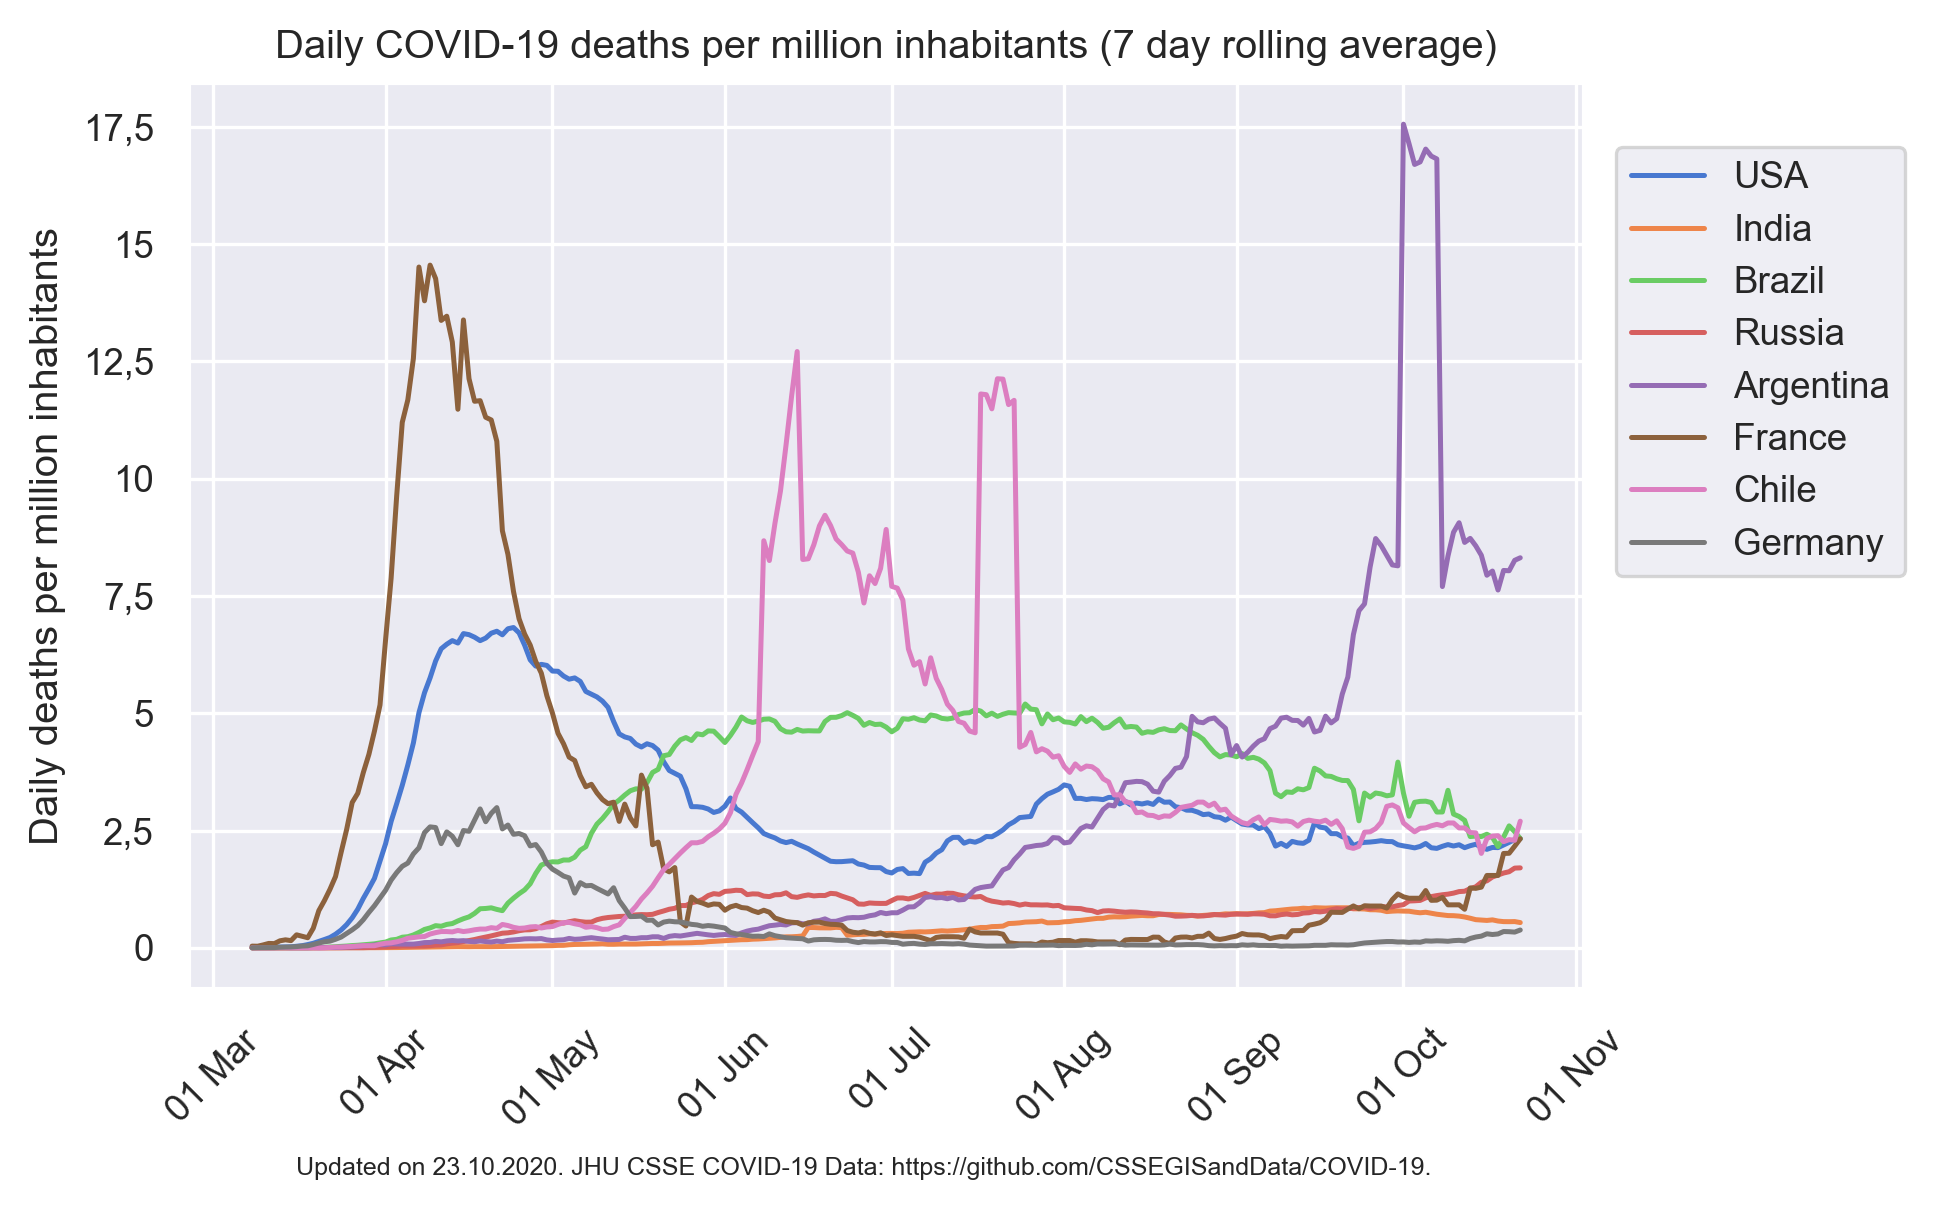 Daily COVID-19 deaths per million inhabitants (7 day rolling average)
Daily deaths per million inhabitants
17,5
15
12,5
10
7,5
5
2,5
0
01 Mar
01 Apr
01 May
01 Jun
01 Jul
01 Aug
01 Sep
01 Oct
01 Nov
USA
India
Brazil
Russia
Argentina
France
Chile
Germany
Updated on 23.10.2020. JHU CSSE COVID-19 Data: https://github.com/CSSEGISandData/COVID-19.